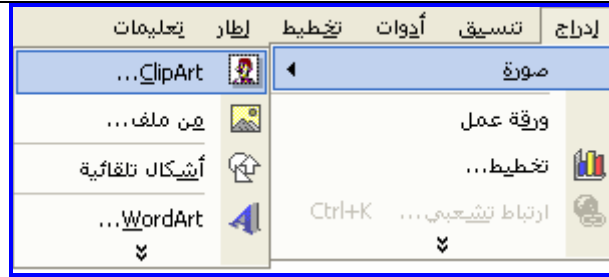 إدراج تنسيق أدوات تخطيط إطار تعليمات
صورة
ورقة عمل
تخطيط...
ارتباط تشعبي... Ctrl+K
ClipArt...
من ملف...
أشكال تلقائية
WordArt...